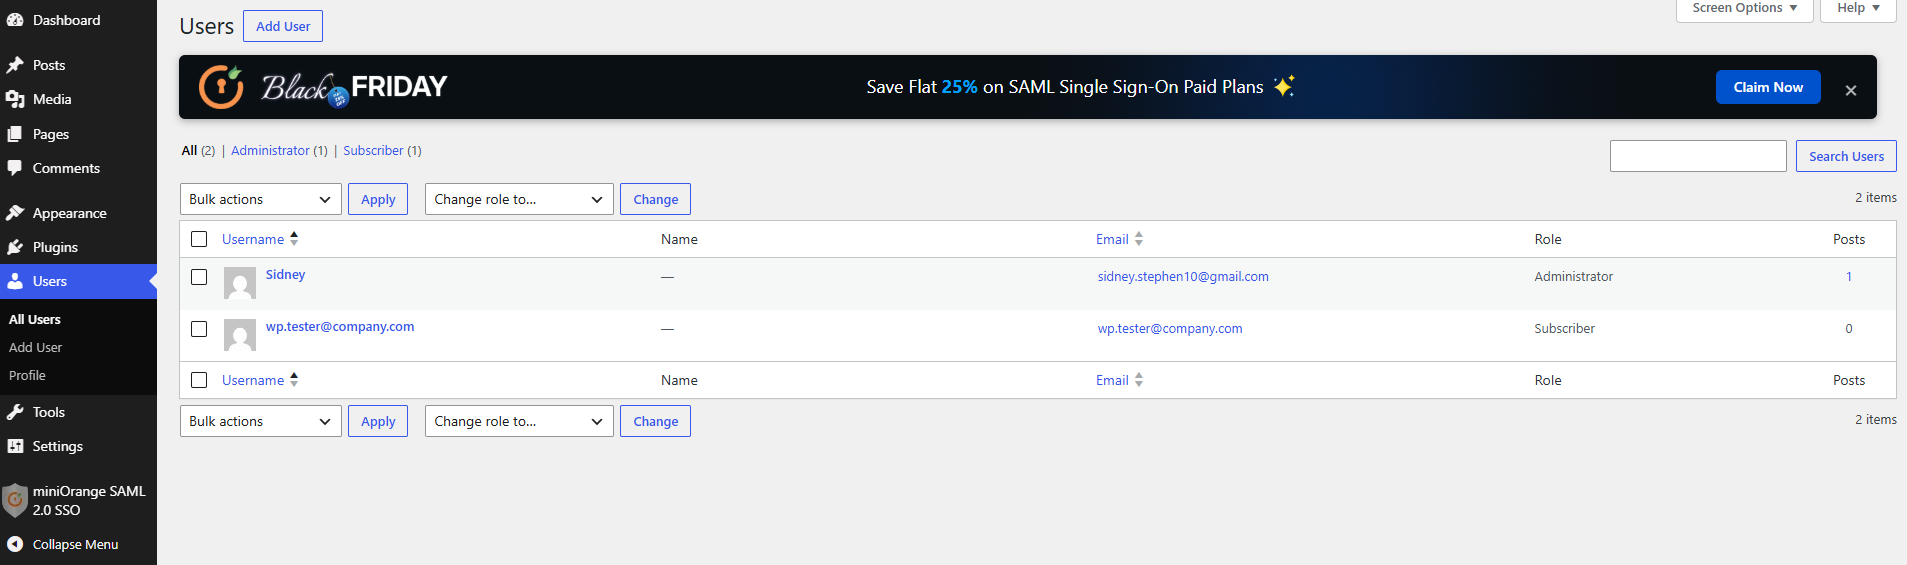 Dashboard
Posts
Media
Pages
Comments
Appearance
Plugins
Users
All Users
Add User
Profile
Tools
Settings
miniOrange SAML
2.0 SSO
Collapse Menu
Screen Options ▼
Help ▼
Users
Add User
Black FRIDAY
Save Flat 25% on SAML Single Sign-On Paid Plans ✨
Claim Now
×
All (2) | Administrator (1) | Subscriber (1)
Search Users
Bulk actions
Apply
Change role to...
Change
2 items
Username Name Email Role Posts
Sidney — sidney.stephen10@gmail.com Administrator 1
wp.tester@company.com — wp.tester@company.com Subscriber 0
Username Name Email Role Posts
Bulk actions
Apply
Change role to...
Change
2 items